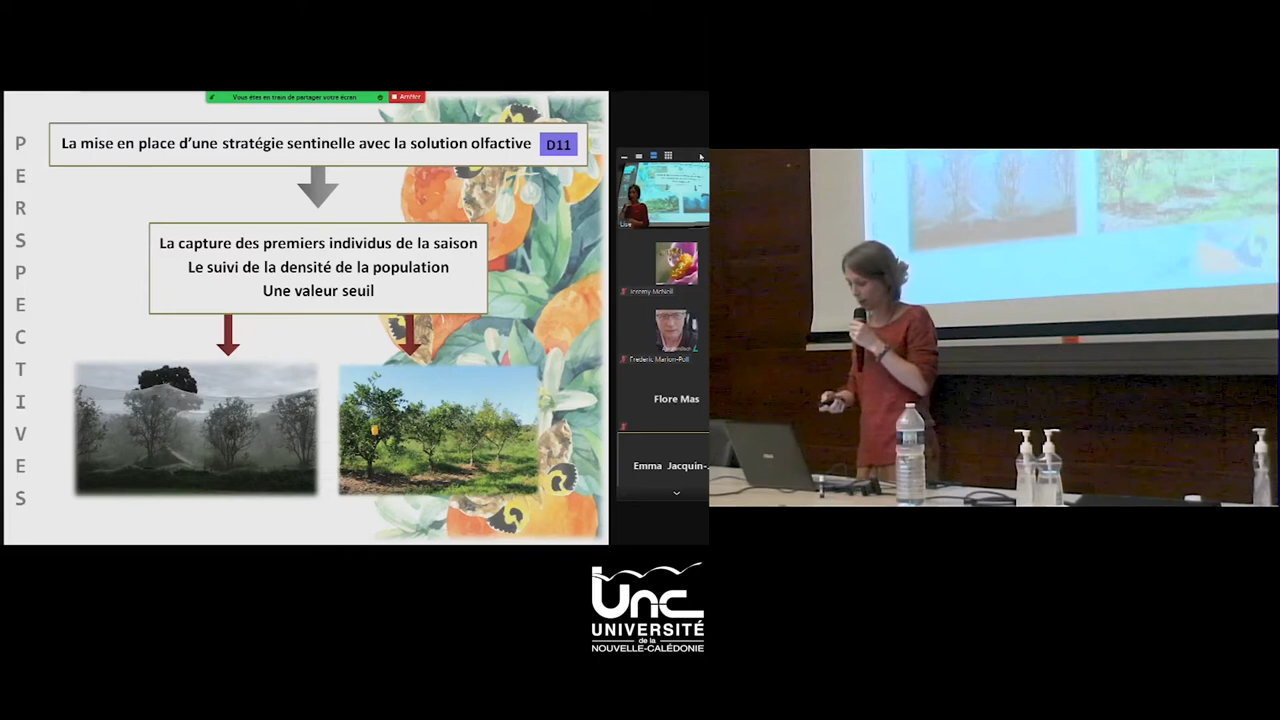 Vous êtes en train de partager votre écran
Arrêter
PERSPECTIVES
La mise en place d'une stratégie sentinelle avec la solution olfactive D11
La capture des premiers individus de la saison
Le suivi de la densité de la population
Une valeur seuil
Lise
Jeremy McNeil
Frederic Marion-Poll
Flore Mas
Emma Jacquin-
Unc
UNIVERSITÉ
de la
NOUVELLE-CALÉDONIE